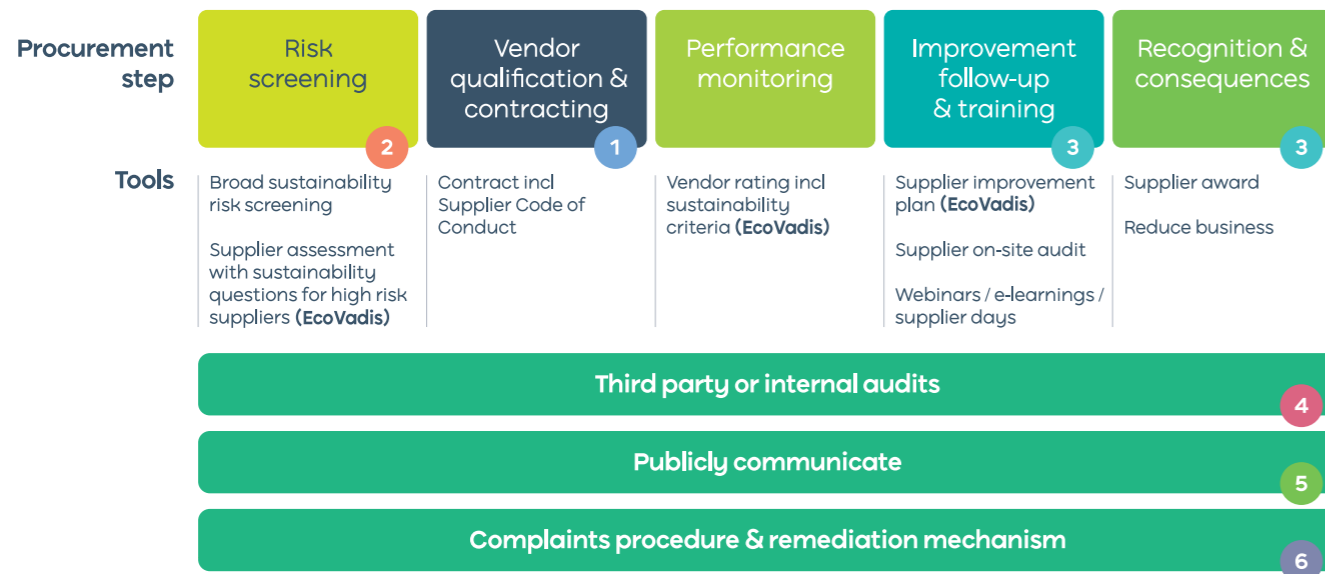 Procurement
step
Risk
screening
2
Vendor
qualification &
contracting
1
Performance
monitoring
Improvement
follow-up
& training
3
Recognition &
consequences
3
Tools
Broad sustainability
risk screening
Supplier assessment
with sustainability
questions for high risk
suppliers (EcoVadis)
Contract incl
Supplier Code of
Conduct
Vendor rating incl
sustainability
criteria (EcoVadis)
Supplier improvement
plan (EcoVadis)
Supplier on-site audit
Webinars / e-learnings /
supplier days
Supplier award
Reduce business
Third party or internal audits
4
Publicly communicate
5
Complaints procedure & remediation mechanism
6